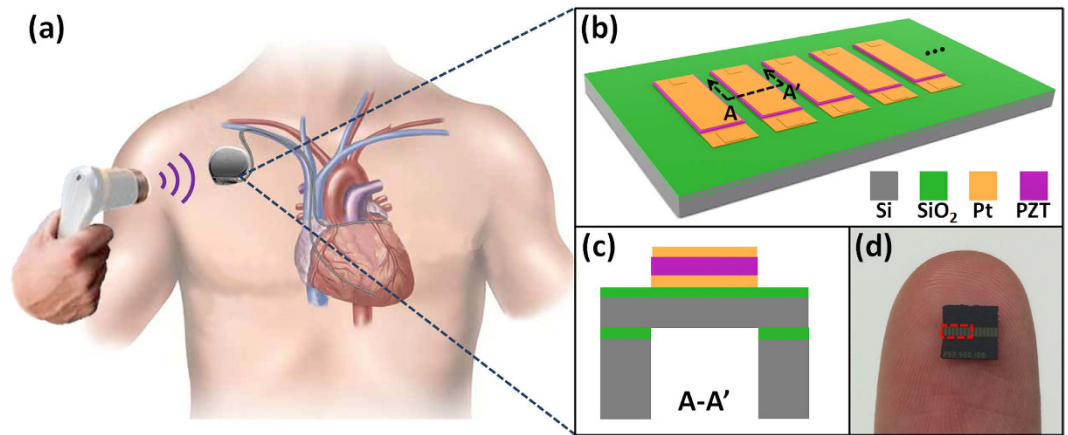 (a)
(b)
A
A’
...
Si
SiO₂
Pt
PZT
(c)
A-A’
(d)